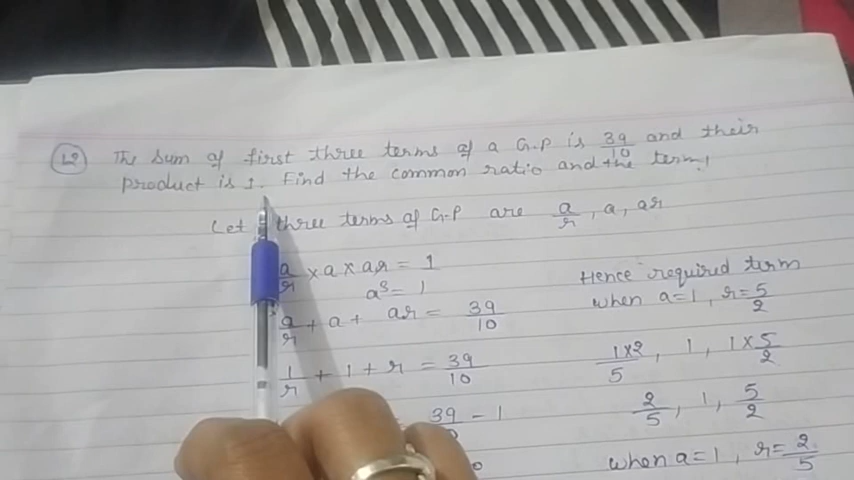 12 The sum of first three terms of a G.P is 39/10 and their
product is 1. Find the common ratio and the term!
Let three terms of G.P are a/r, a, ar
a/r × a × ar = 1
a³ = 1
a/r + a + ar = 39/10
1/r + 1 + r = 39/10
39 - 1
Hence required term
when a=1, r=5/2
1×2/5, 1, 1×5/2
2/5, 1, 5/2
when a=1, r=2/5